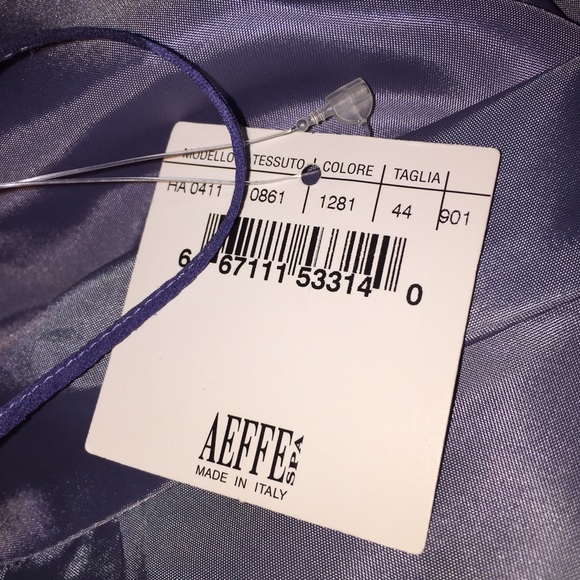 MODELLO TESSUTO COLORE TAGLIA
HA 0411 0861 1281 44 901
6 67111 53314 0
AEFFE SPA
MADE IN ITALY